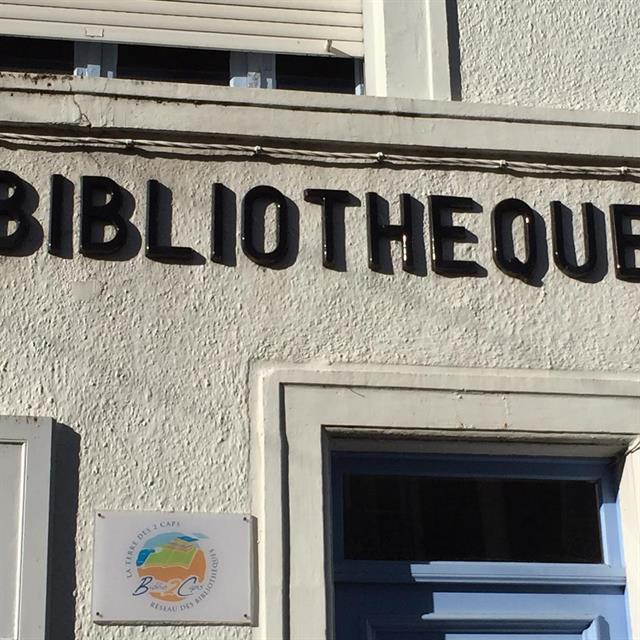 BIBLIOTHEQUE
LA TERRE DES 2 CAPS
RÉSEAU DES BIBLIOTHÈQUES